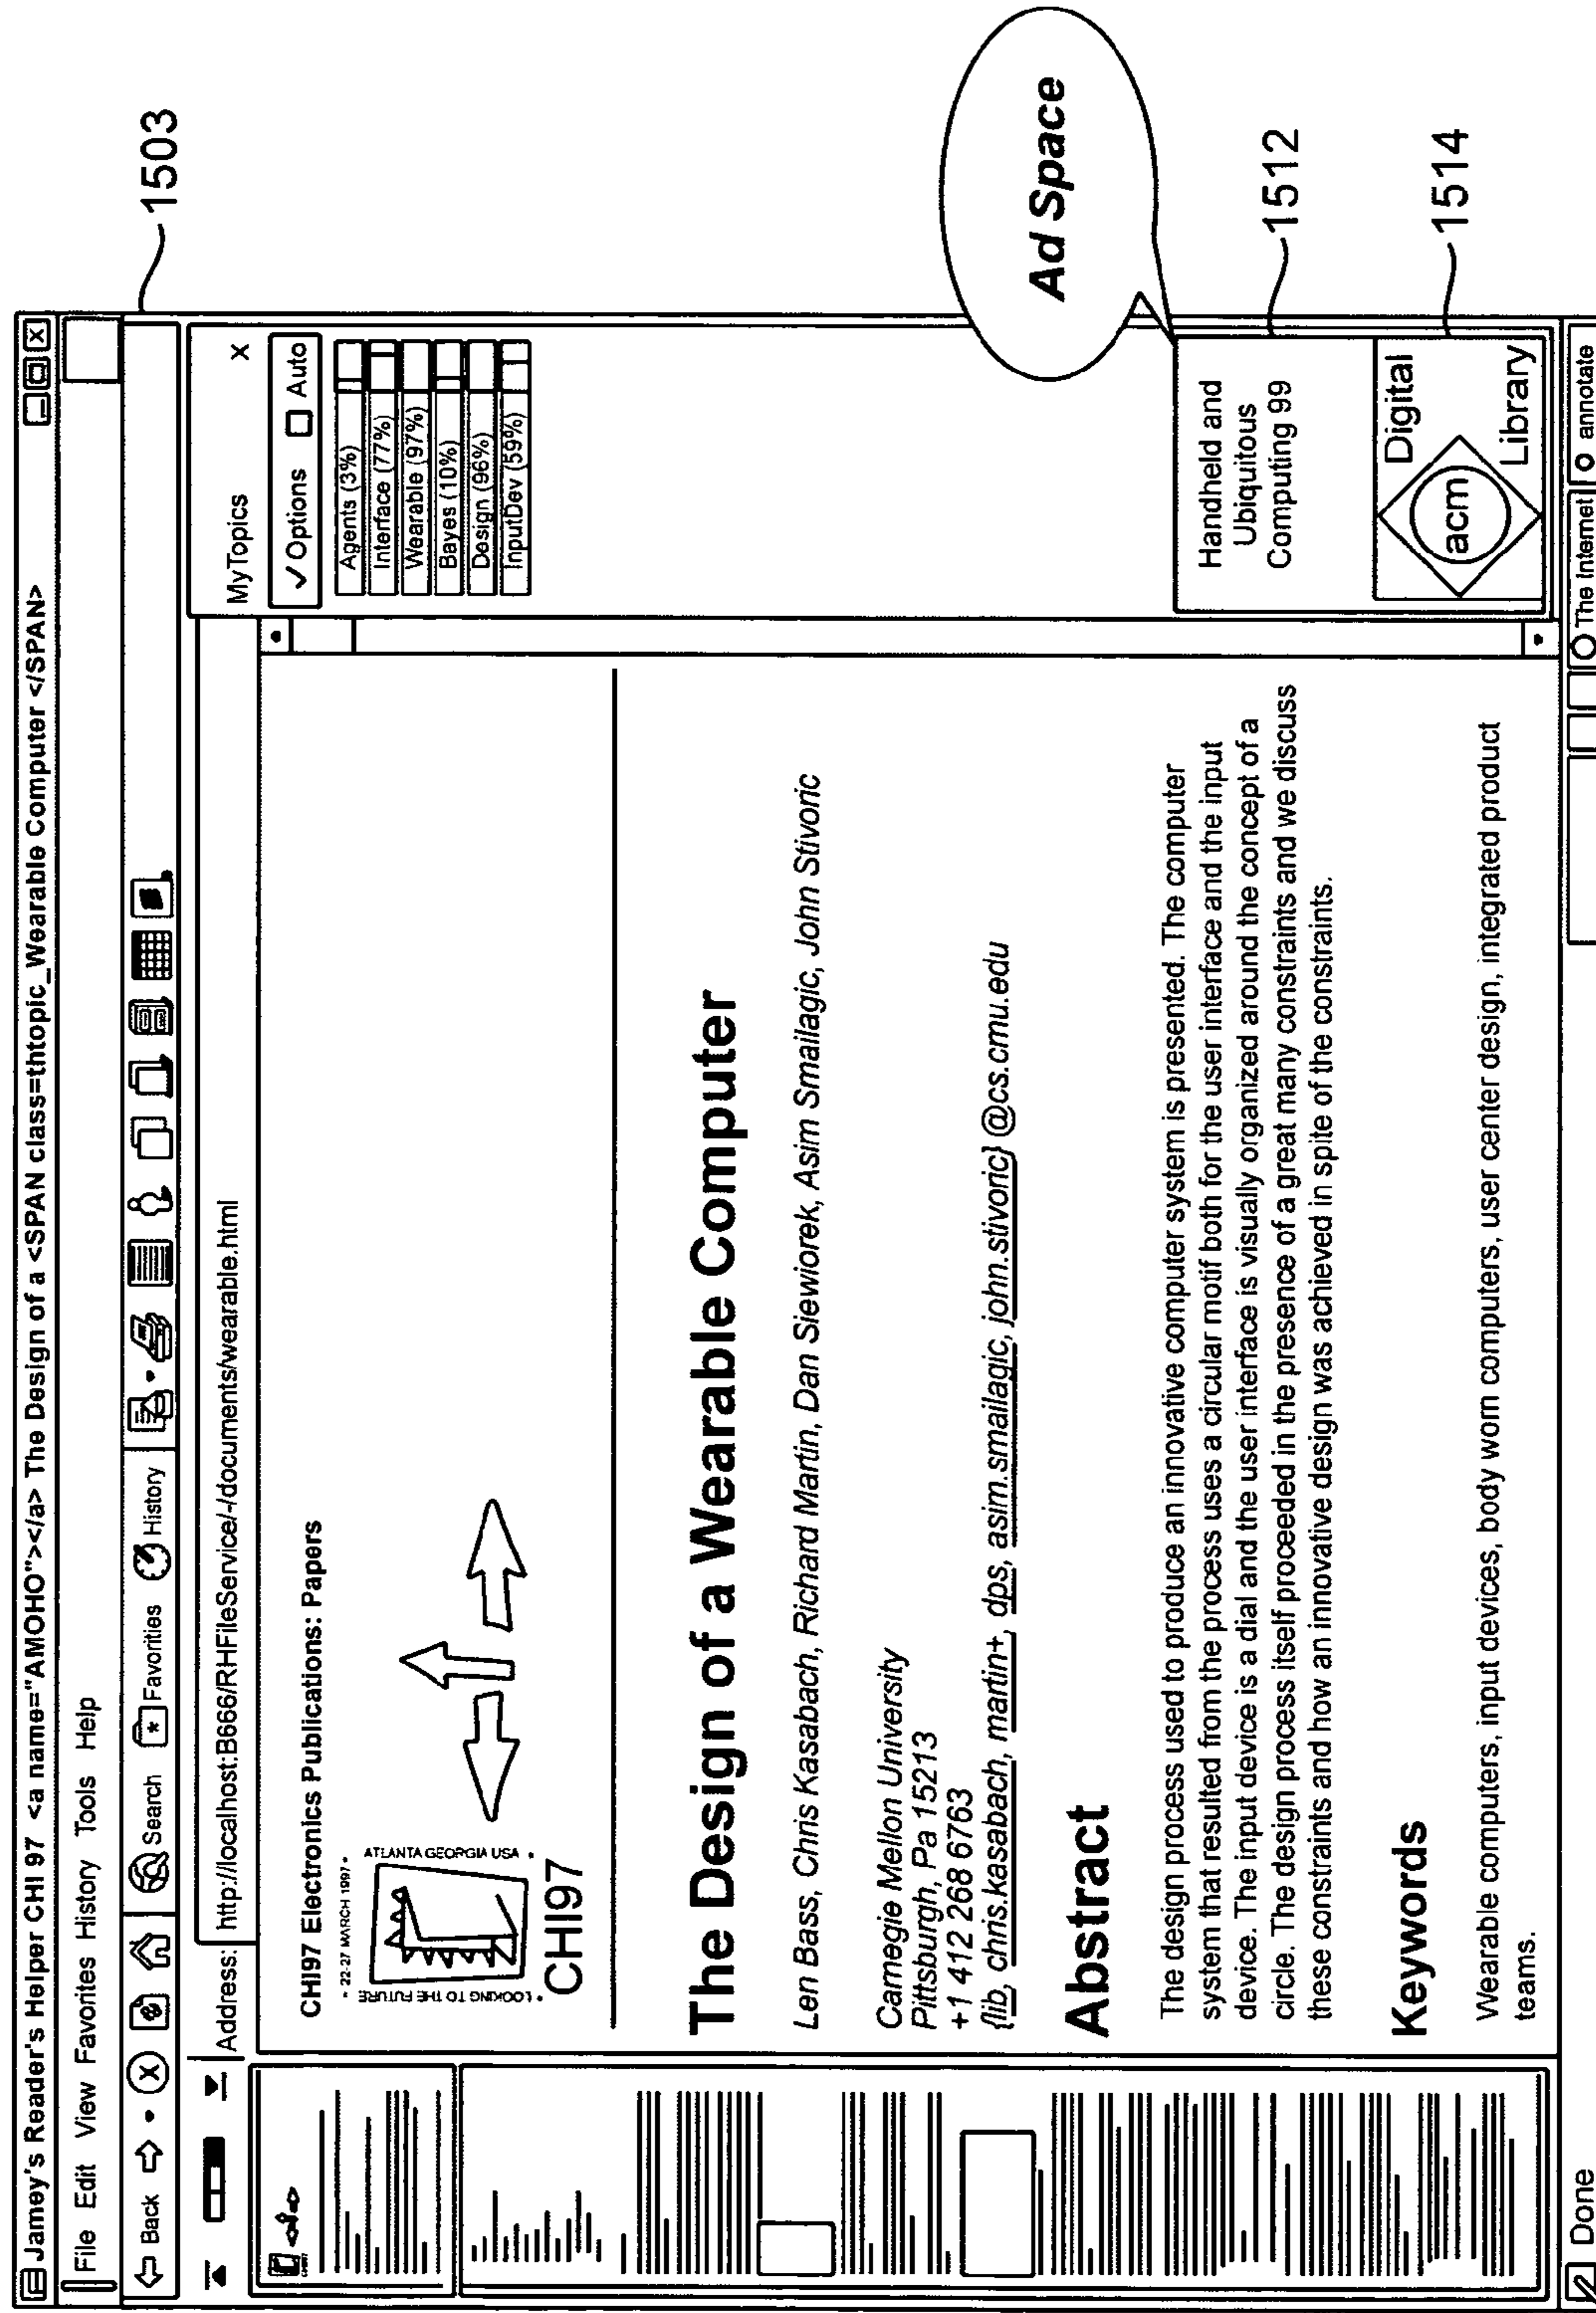 Jamey's Reader's Helper CHI 97 <a name="AMOHO"></a> The Design of a <SPAN class=thtopic_Wearable Computer </SPAN>
File Edit View Favorites History Tools Help
Back Search Favorities History
Address: http://localhost:B666/RHFileService/-/documents/wearable.html
1503
CHI97 Electronics Publications: Papers
• 22-27 MARCH 1997 •
ATLANTA GEORGIA USA •
• LOOKING TO THE FUTURE
CHI97
The Design of a Wearable Computer
Len Bass, Chris Kasabach, Richard Martin, Dan Siewiorek, Asim Smailagic, John Stivoric
Carnegie Mellon University
Pittsburgh, Pa 15213
+1 412 268 6763
{lib, chris.kasabach, martin+, dps, asim.smailagic, john.stivoric} @cs.cmu.edu
Abstract
The design process used to produce an innovative computer system is presented. The computer
system that resulted from the process uses a circular motif both for the user interface and the input
device. The input device is a dial and the user interface is visually organized around the concept of a
circle. The design process itself proceeded in the presence of a great many constraints and we discuss
these constraints and how an innovative design was achieved in spite of the constraints.
Keywords
Wearable computers, input devices, body worn computers, user center design, integrated product
teams.
MyTopics x
✓ Options Auto
Agents (3%)
Interface (77%)
Wearable (97%)
Bayes (10%)
Design (96%)
InputDev (59%)
Ad Space
Handheld and
Ubiquitous
Computing 99
1512
Digital
acm
Library
1514
Done
The Internet
annotate